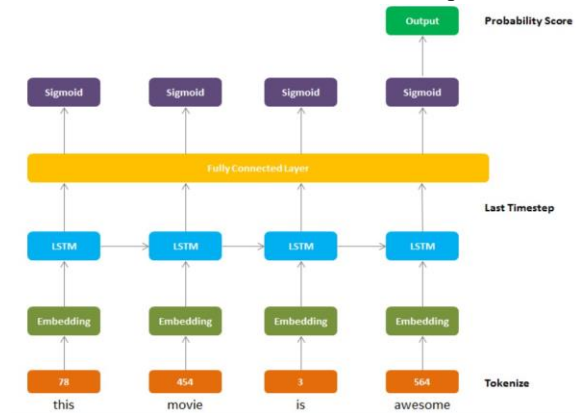 Output Probability Score
Sigmoid Sigmoid Sigmoid Sigmoid
Fully Connected Layer
Last Timestep
LSTM LSTM LSTM LSTM
Embedding Embedding Embedding Embedding
78 454 3 564 Tokenize
this movie is awesome